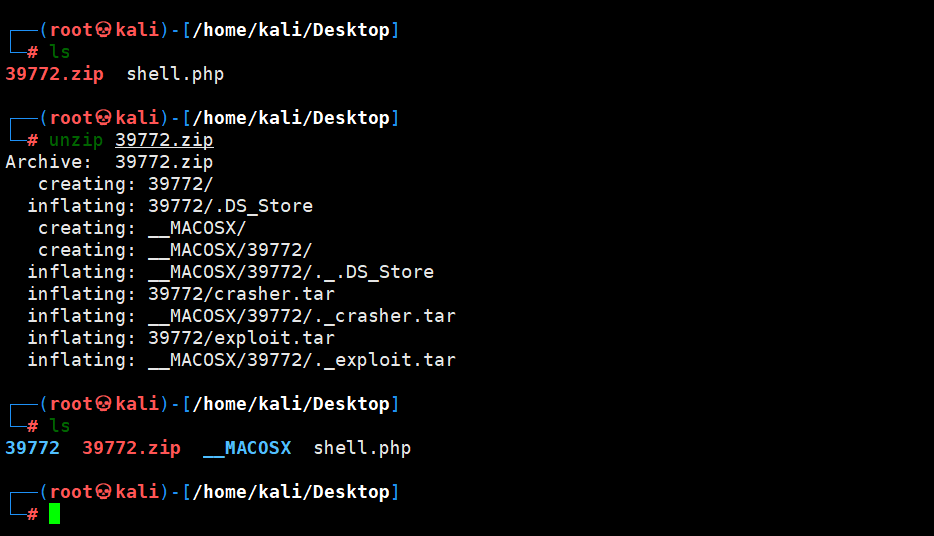 ┌──(root💀kali)-[/home/kali/Desktop]
└─# ls
39772.zip  shell.php
┌──(root💀kali)-[/home/kali/Desktop]
└─# unzip 39772.zip
Archive:  39772.zip
   creating: 39772/
  inflating: 39772/.DS_Store
   creating: __MACOSX/
   creating: __MACOSX/39772/
  inflating: __MACOSX/39772/._.DS_Store
  inflating: 39772/crasher.tar
  inflating: __MACOSX/39772/._crasher.tar
  inflating: 39772/exploit.tar
  inflating: __MACOSX/39772/._exploit.tar
┌──(root💀kali)-[/home/kali/Desktop]
└─# ls
39772  39772.zip  __MACOSX  shell.php
┌──(root💀kali)-[/home/kali/Desktop]
└─#